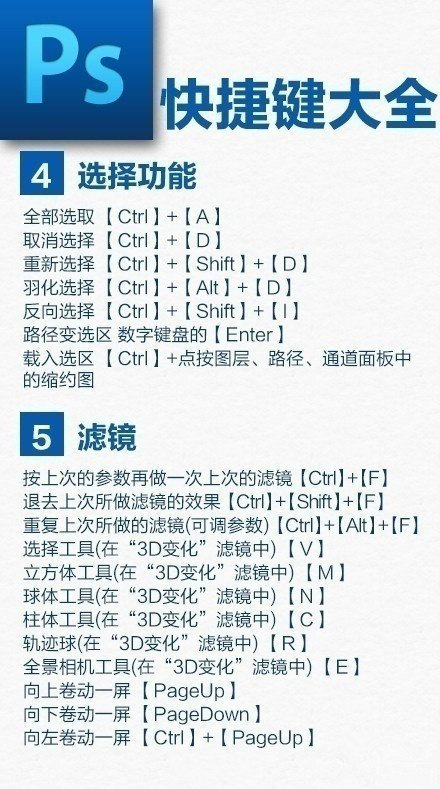 Ps
快捷键大全
4 选择功能
全部选取【Ctrl】+【A】
取消选择【Ctrl】+【D】
重新选择【Ctrl】+【Shift】+【D】
羽化选择【Ctrl】+【Alt】+【D】
反向选择【Ctrl】+【Shift】+【I】
路径变选区 数字键盘的【Enter】
载入选区【Ctrl】+点按图层、路径、通道面板中
的缩约图
5 滤镜
按上次的参数再做一次上次的滤镜【Ctrl】+【F】
退去上次所做滤镜的效果【Ctrl】+【Shift】+【F】
重复上次所做的滤镜(可调参数)【Ctrl】+【Alt】+【F】
选择工具(在“3D变化”滤镜中)【V】
立方体工具(在“3D变化”滤镜中)【M】
球体工具(在“3D变化”滤镜中)【N】
柱体工具(在“3D变化”滤镜中)【C】
轨迹球(在“3D变化”滤镜中)【R】
全景相机工具(在“3D变化”滤镜中)【E】
向上卷动一屏【PageUp】
向下卷动一屏【PageDown】
向左卷动一屏【Ctrl】+【PageUp】